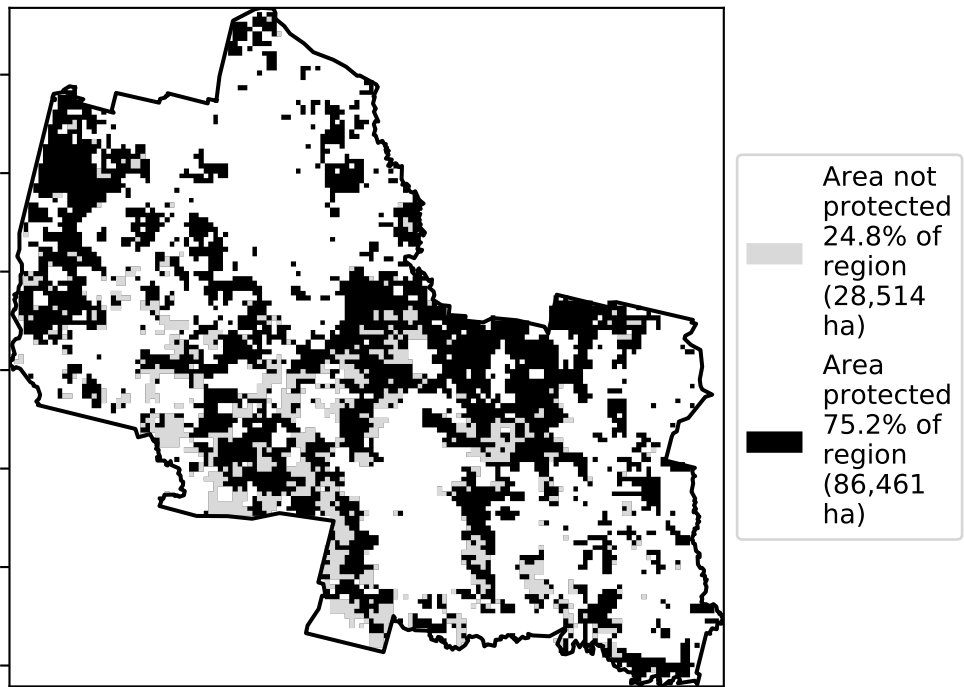 Area not
protected
24.8% of
region
(28,514
ha)
Area
protected
75.2% of
region
(86,461
ha)